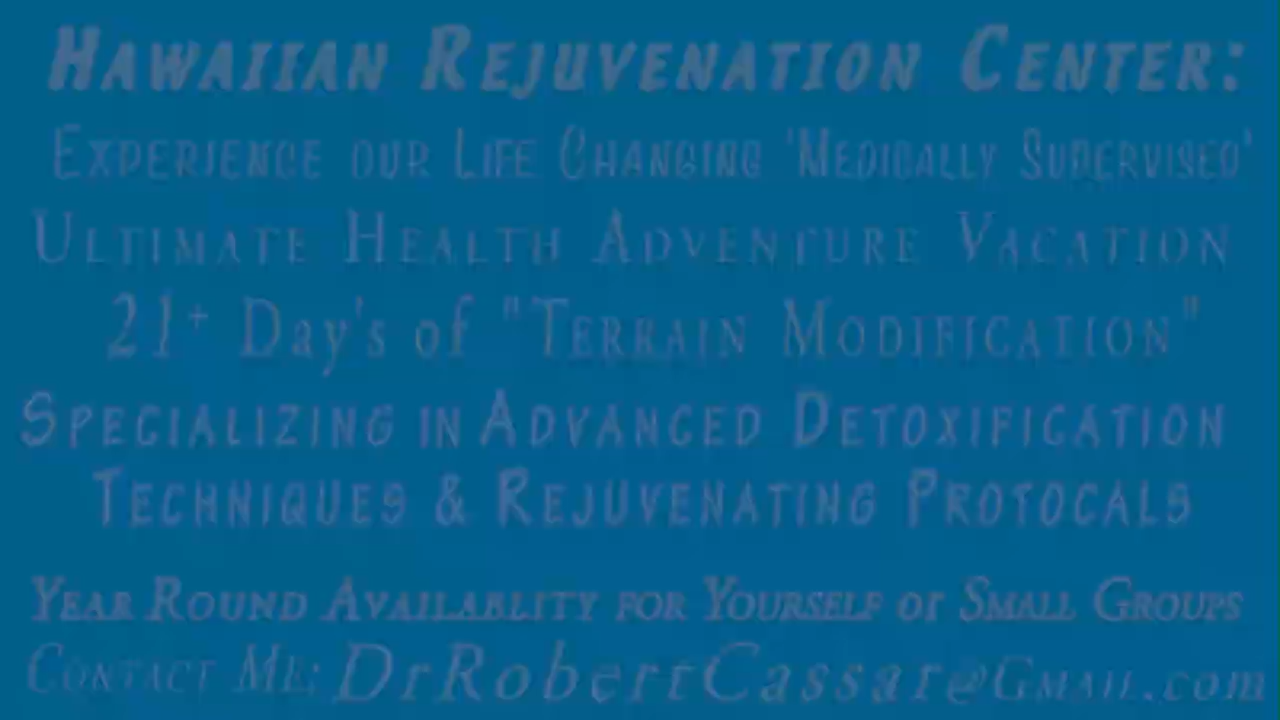 Hawaiian Rejuvenation Center:
Experience our Life Changing 'Medically Supervised'
Ultimate Health Adventure Vacation
21+ Day's of "Terrain Modification"
Specializing in Advanced Detoxification
Techniques & Rejuvenating Protocals
Year Round Availablity for Yourself or Small Groups
Contact Me: DrRobertCassar@Gmail.com